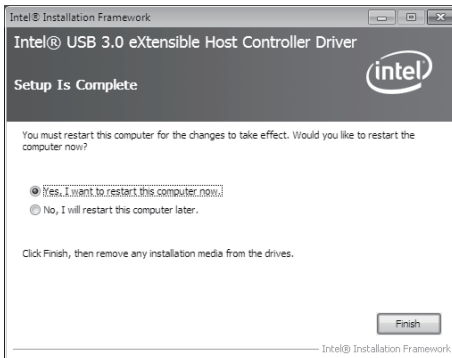 Intel® Installation Framework
Intel® USB 3.0 eXtensible Host Controller Driver
intel®
Setup Is Complete
You must restart this computer for the changes to take effect. Would you like to restart the
computer now?
Yes, I want to restart this computer now.
No, I will restart this computer later.
Click Finish, then remove any installation media from the drives.
Finish
Intel® Installation Framework